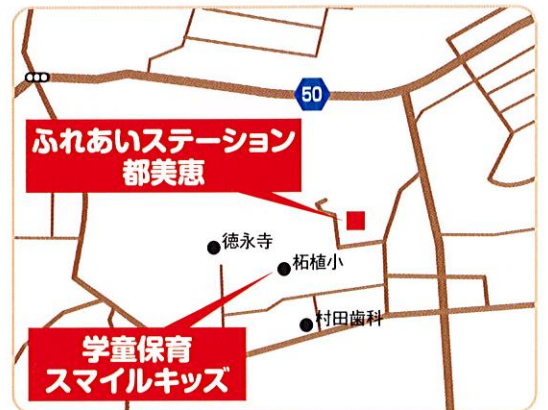 50
ふれあいステーション
都美恵
徳永寺
柘植小
村田歯科
学童保育
スマイルキッズ